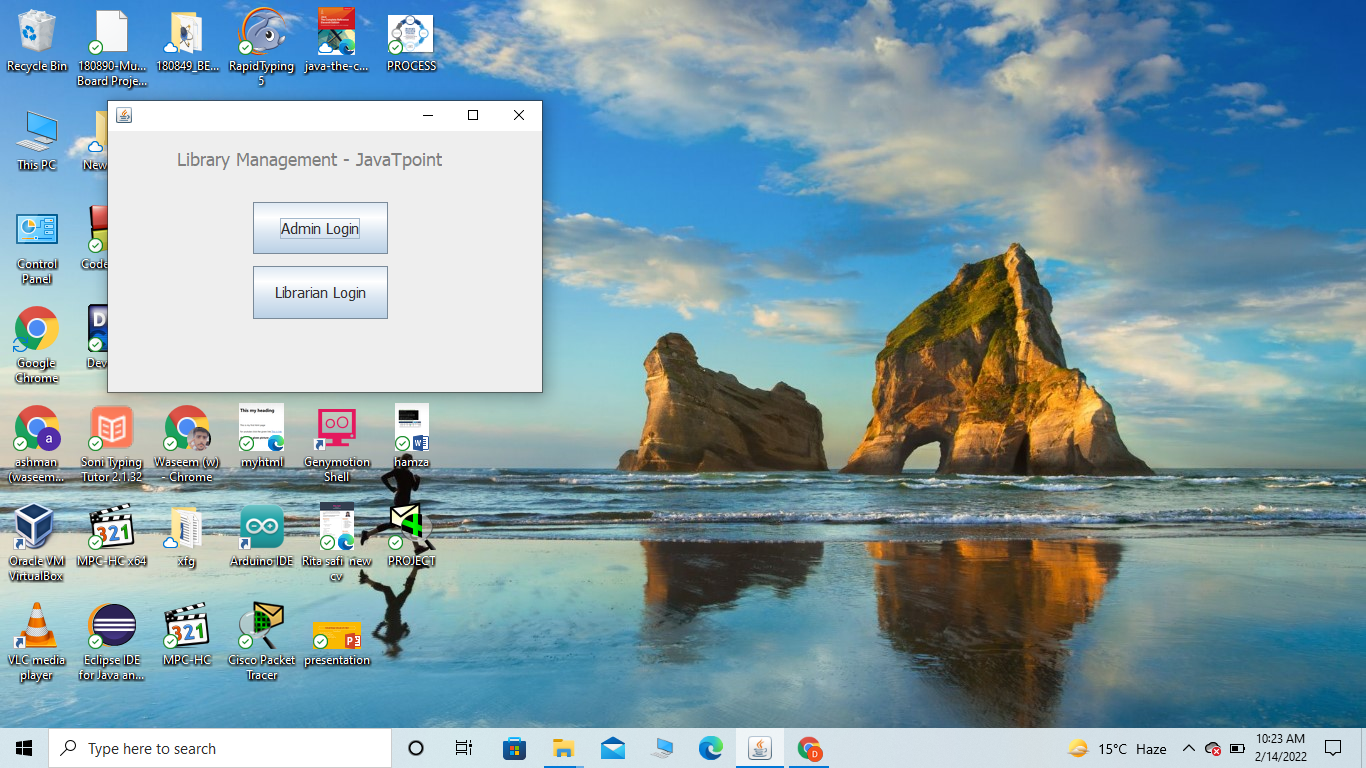 Recycle Bin
180890-Mu...
Board Proje...
180849_BE...
RapidTyping
5
java-the-c...
PROCESS
Library Management - JavaTpoint
Admin Login
Librarian Login
This PC
New
Control
Panel
Code
Google
Chrome
Dev
ashman
(waseem...
Soni Typing
Tutor 2.1.32
Waseem (w)
- Chrome
This my heading
myhtml
Genymotion
Shell
hamza
Oracle VM
VirtualBox
321
MPC-HC x64
xfg
Arduino IDE
Rita safi new
cv
PROJECT
VLC media
player
Eclipse IDE
for Java an...
321
MPC-HC
Cisco Packet
Tracer
presentation
Type here to search
15°C Haze
10:23 AM
2/14/2022